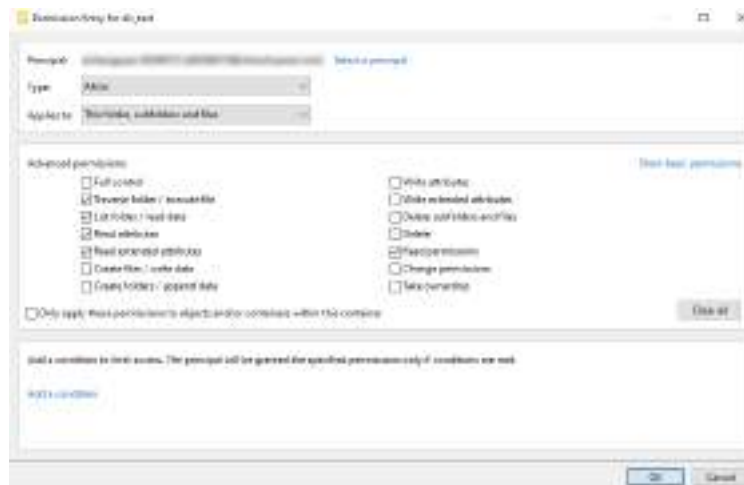 Permission Entry for
Principal: Select a principal
Type: Allow
Applies to: This folder, subfolders and files
Advanced permissions: Show basic permissions
Full control Write attributes
Traverse folder / execute file Write extended attributes
List folder / read data Delete subfolders and files
Read attributes Delete
Read extended attributes Read permissions
Create files / write data Change permissions
Create folders / append data Take ownership
Only apply these permissions to objects and/or containers within this container Clear all
Add a condition to limit access. The principal will be granted the specified permissions only if conditions are met.
Add a condition
OK Cancel